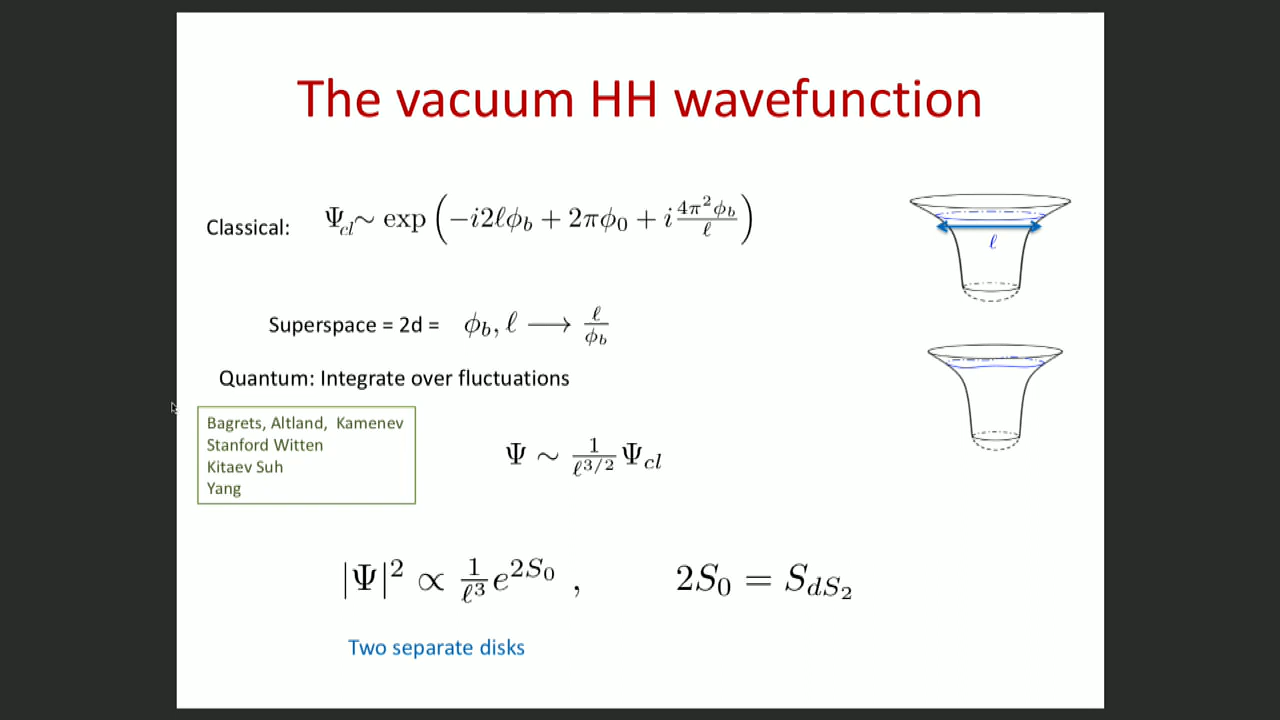 The vacuum HH wavefunction
Classical: Ψ_cl ~ exp(−i2ℓφ_b + 2πφ_0 + i 4π²φ_b/ℓ)
ℓ
Superspace = 2d = φ_b, ℓ ⟶ ℓ/φ_b
Quantum: Integrate over fluctuations
Bagrets, Altland, Kamenev
Stanford Witten
Kitaev Suh
Yang
Ψ ∼ 1/ℓ^{3/2} Ψ_cl
|Ψ|² ∝ 1/ℓ³ e^{2S_0} , 2S_0 = S_{dS_2}
Two separate disks